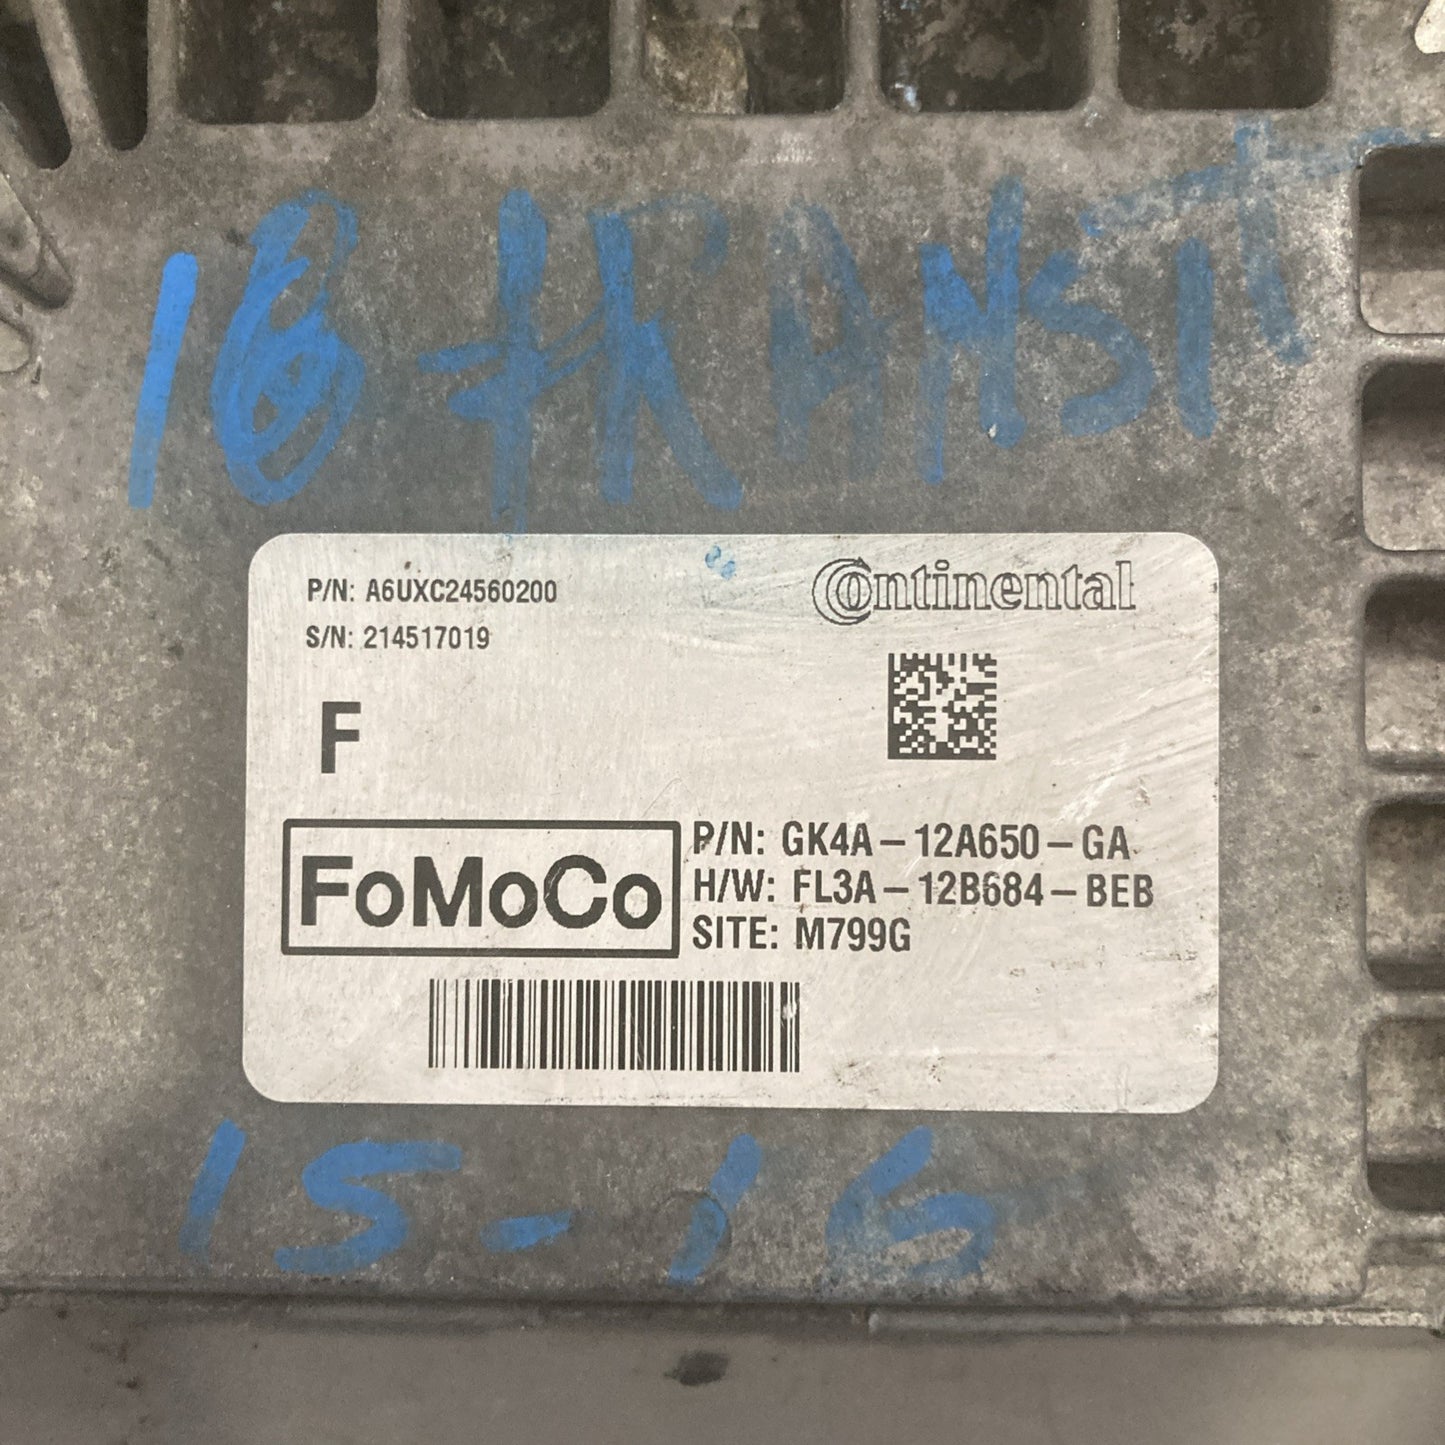 16 TRANSIT
P/N: A6UXC24560200
Continental
S/N: 214517019
F
FoMoCo
P/N: GK4A-12A650-GA
H/W: FL3A-12B684-BEB
SITE: M799G
15-16